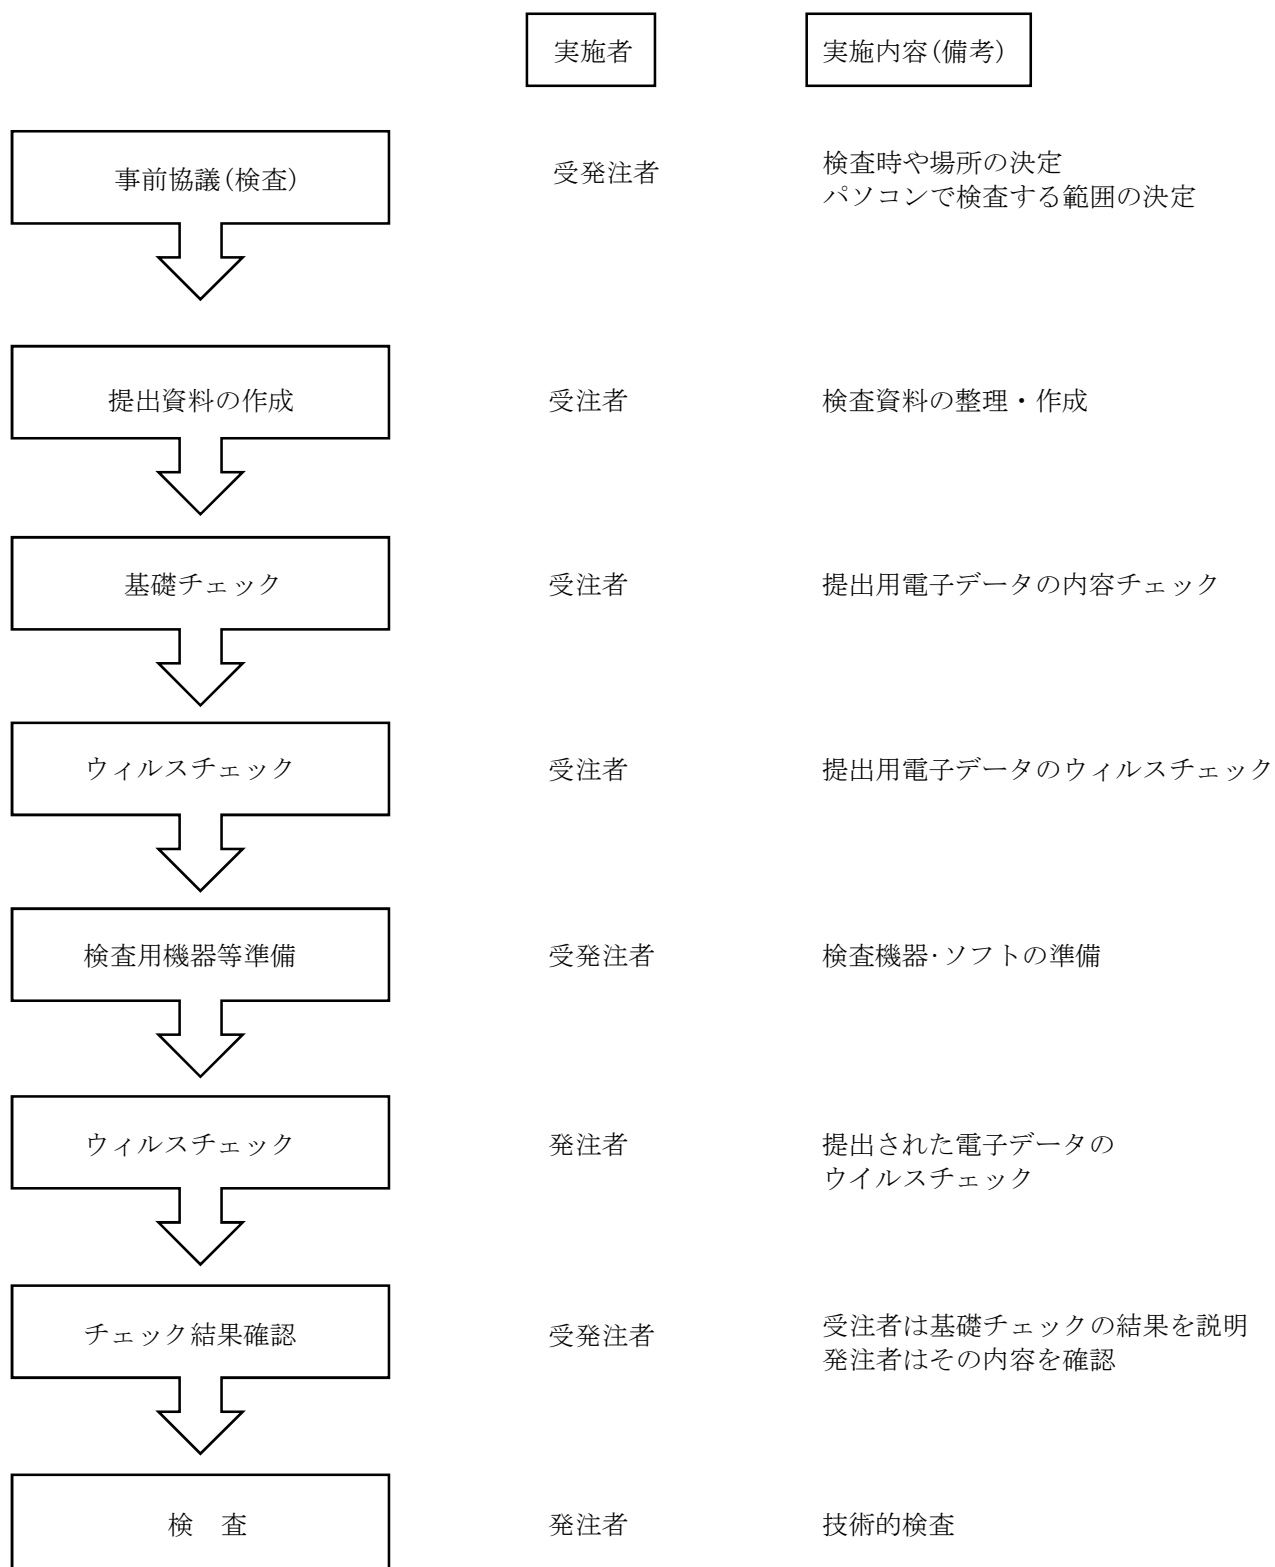 実施者
実施内容(備考)
事前協議(検査)
受発注者
検査時や場所の決定
パソコンで検査する範囲の決定
提出資料の作成
受注者
検査資料の整理・作成
基礎チェック
受注者
提出用電子データの内容チェック
ウィルスチェック
受注者
提出用電子データのウィルスチェック
検査用機器等準備
受発注者
検査機器･ソフトの準備
ウィルスチェック
発注者
提出された電子データの
ウイルスチェック
チェック結果確認
受発注者
受注者は基礎チェックの結果を説明
発注者はその内容を確認
検　査
発注者
技術的検査